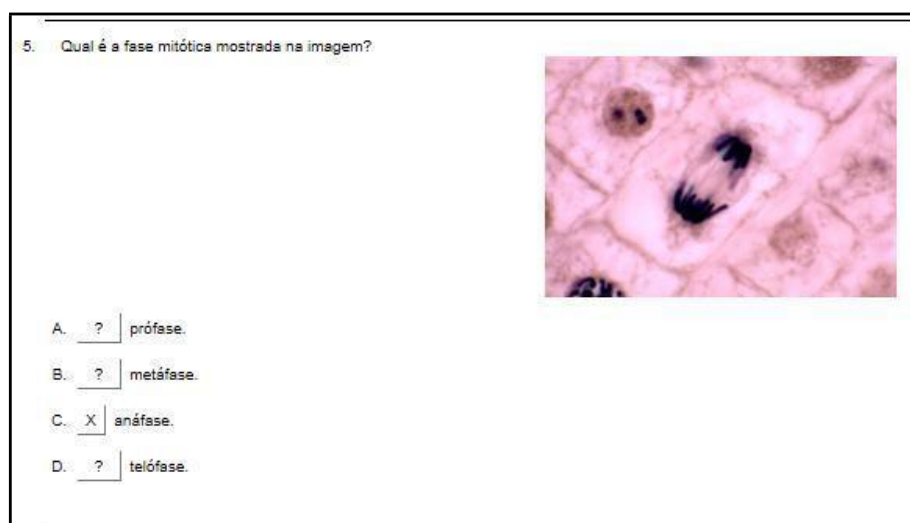 5. Qual é a fase mitótica mostrada na imagem?
A. ? prófase.
B. ? metáfase.
C. X anáfase.
D. ? telófase.